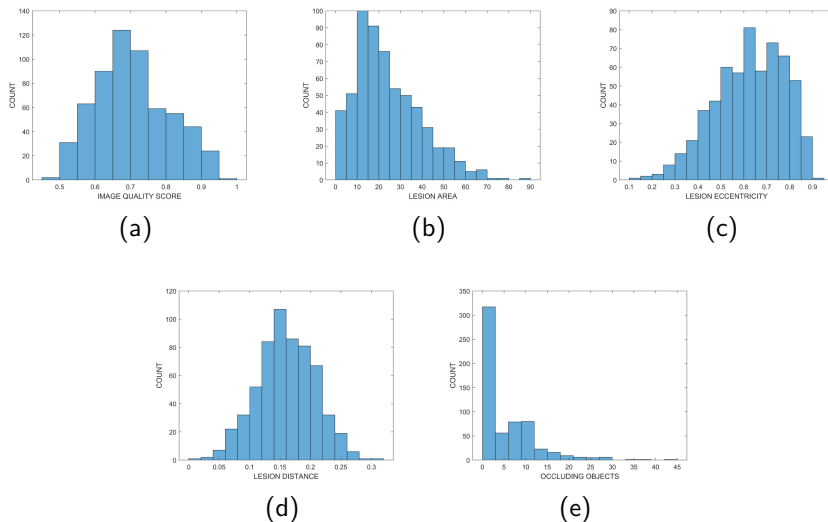 140
120
100
80
60
40
20
0
COUNT
0.5 0.6 0.7 0.8 0.9 1
IMAGE QUALITY SCORE
(a)
100
90
80
70
60
50
40
30
20
10
0
COUNT
0 10 20 30 40 50 60 70 80 90
LESION AREA
(b)
90
80
70
60
50
40
30
20
10
0
COUNT
0.1 0.2 0.3 0.4 0.5 0.6 0.7 0.8 0.9
LESION ECCENTRICITY
(c)
120
100
80
60
40
20
0
COUNT
0 0.05 0.1 0.15 0.2 0.25 0.3
LESION DISTANCE
(d)
350
300
250
200
150
100
50
0
COUNT
0 5 10 15 20 25 30 35 40 45
OCCLUDING OBJECTS
(e)